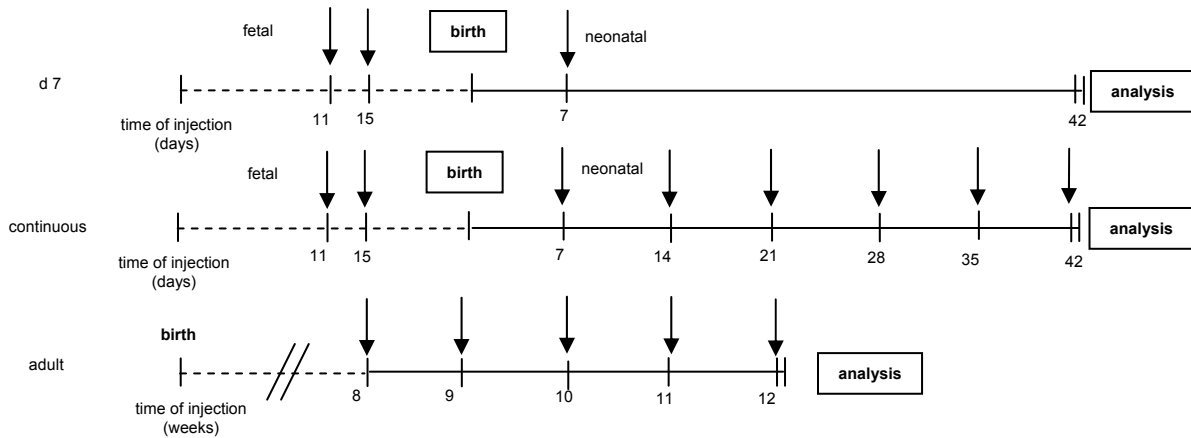 fetal birth neonatal
d 7 analysis
11 15 7 42
time of injection
(days)
fetal birth neonatal
continuous analysis
11 15 7 14 21 28 35 42
time of injection
(days)
birth
adult analysis
8 9 10 11 12
time of injection
(weeks)